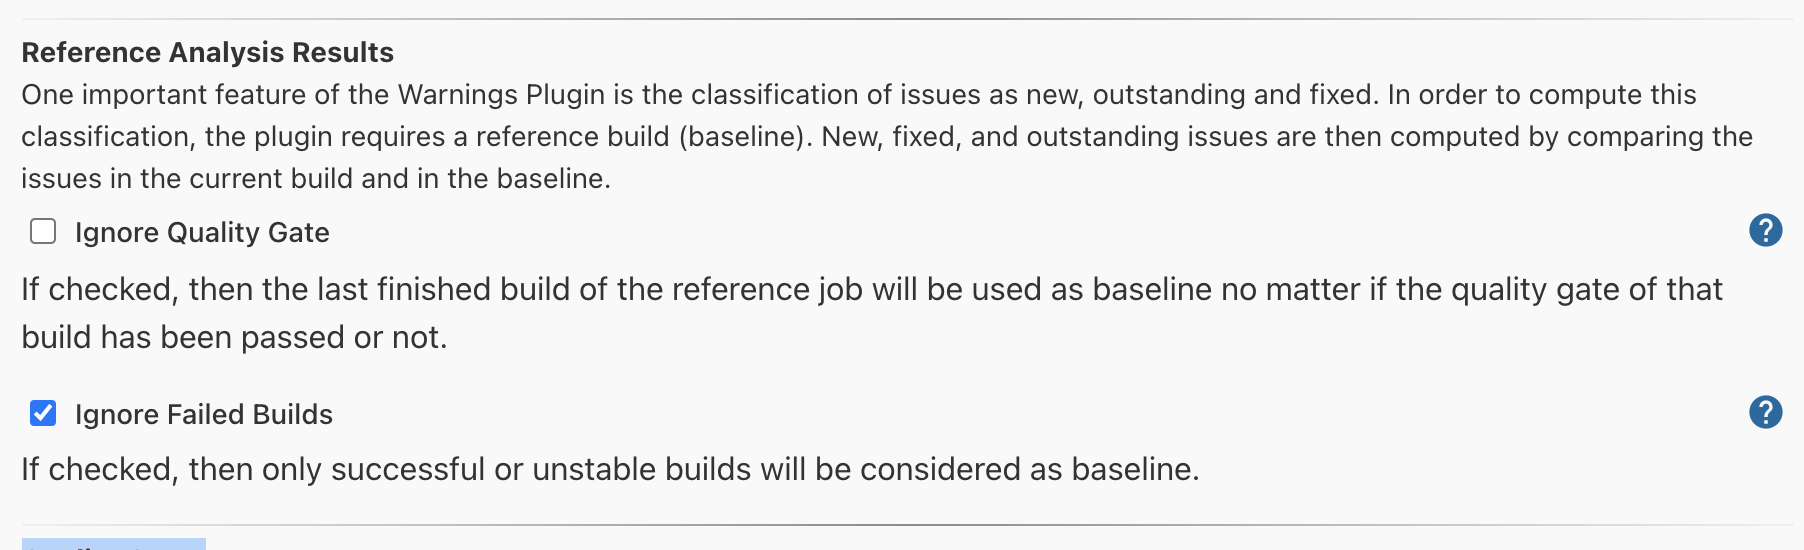 Reference Analysis Results
One important feature of the Warnings Plugin is the classification of issues as new, outstanding and fixed. In order to compute this
classification, the plugin requires a reference build (baseline). New, fixed, and outstanding issues are then computed by comparing the
issues in the current build and in the baseline.
Ignore Quality Gate
?
If checked, then the last finished build of the reference job will be used as baseline no matter if the quality gate of that
build has been passed or not.
Ignore Failed Builds
?
If checked, then only successful or unstable builds will be considered as baseline.